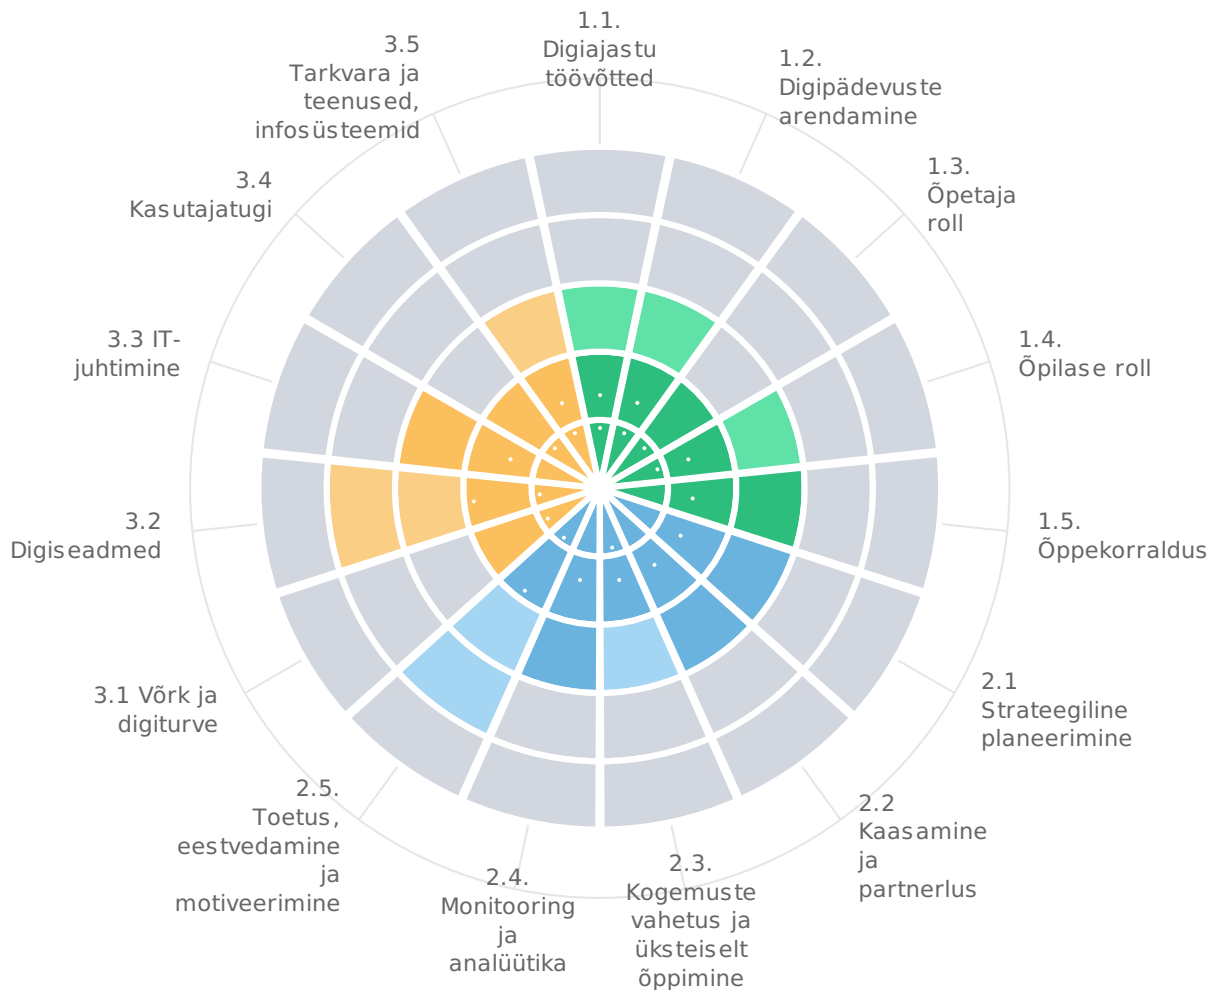 1.1.
Digiajastu
töövõtted
1.2.
Digipädevuste
arendamine
1.3.
Õpetaja
roll
1.4.
Õpilase roll
1.5.
Õppekorraldus
2.1
Strateegiline
planeerimine
2.2
Kaasamine
ja
partnerlus
2.3.
Kogemuste
vahetus ja
üksteiselt
õppimine
2.4.
Monitooring
ja
analüütika
2.5.
Toetus,
eestvedamine
ja
motiveerimine
3.1 Võrk ja
digiturve
3.2
Digiseadmed
3.3 IT-
juhtimine
3.4
Kasutajatugi
3.5
Tarkvara ja
teenused,
infosüsteemid